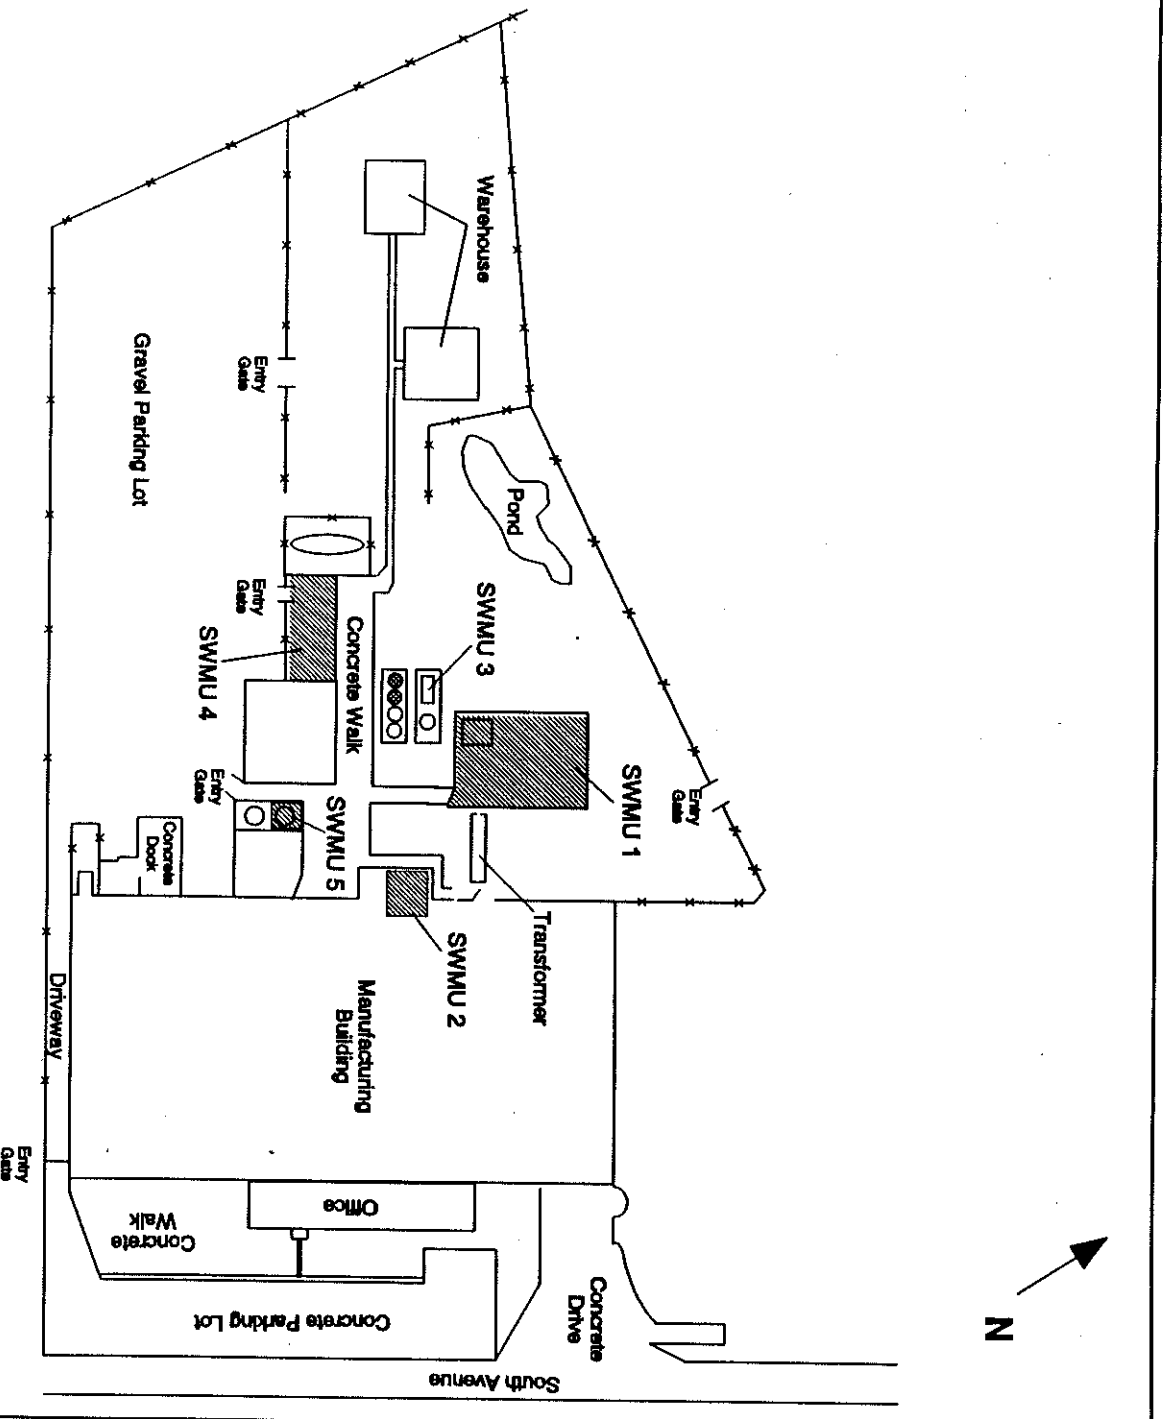 Warehouse
Gravel Parking Lot
Entry
Gate
Pond
SWMU 3
Entry
Gate
SWMU 4
Concrete Walk
SWMU 1
Entry
Gate
Entry
Gate
SWMU 5
Concrete
Dock
Transformer
SWMU 2
Manufacturing
Building
Driveway
Entry
Gate
Office
Concrete
Walk
Concrete Parking Lot
Concrete
Drive
South Avenue
N